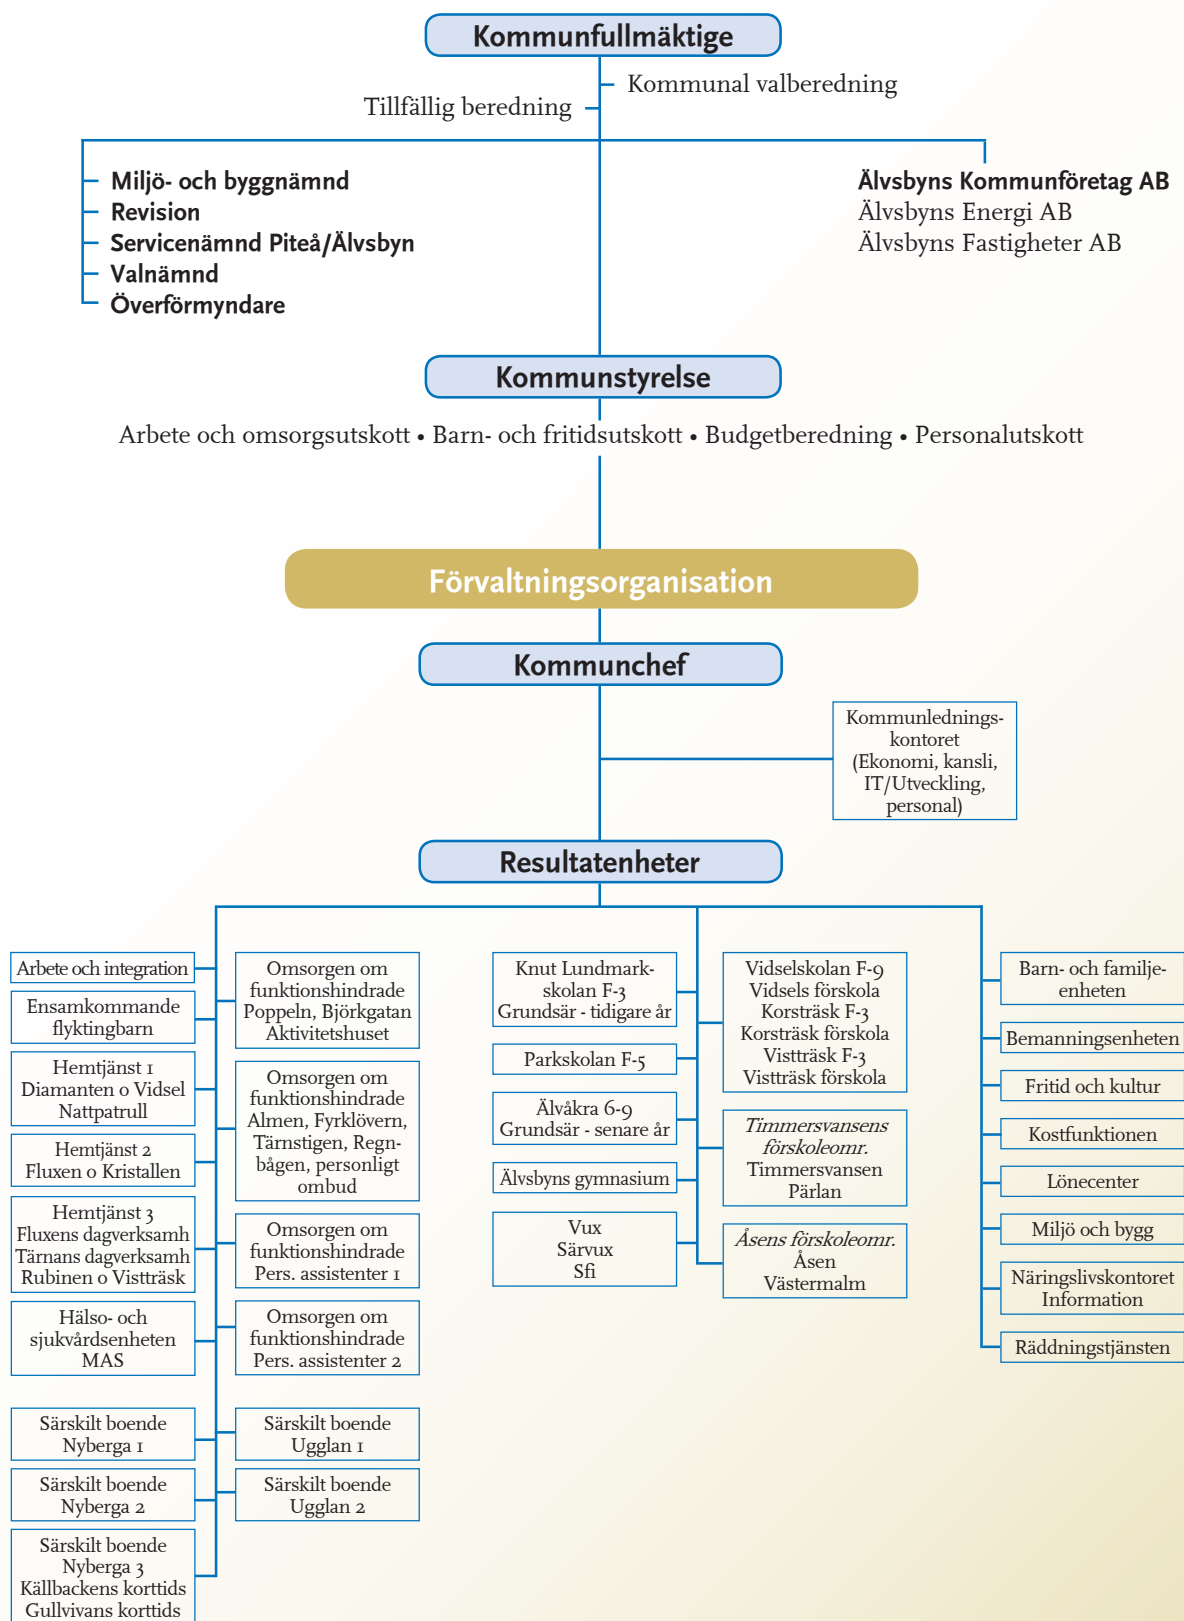 Kommunfullmäktige
Kommunal valberedning
Tillfällig beredning
Miljö- och byggnämnd
Revision
Servicenämnd Piteå/Älvsbyn
Valnämnd
Överförmyndare
Älvsbyns Kommunföretag AB
Älvsbyns Energi AB
Älvsbyns Fastigheter AB
Kommunstyrelse
Arbete och omsorgsutskott • Barn- och fritidsutskott • Budgetberedning • Personalutskott
Förvaltningsorganisation
Kommunchef
Kommunlednings-
kontoret
(Ekonomi, kansli,
IT/Utveckling,
personal)
Resultatenheter
Arbete och integration
Ensamkommande
flyktingbarn
Hemtjänst 1
Diamanten o Vidsel
Nattpatrull
Hemtjänst 2
Fluxen o Kristallen
Hemtjänst 3
Fluxens dagverksamh
Tärnans dagverksamh
Rubinen o Vistträsk
Hälso- och
sjukvårdsenheten
MAS
Särskilt boende
Nyberga 1
Särskilt boende
Nyberga 2
Särskilt boende
Nyberga 3
Källbackens korttids
Gullvivans korttids
Omsorgen om
funktionshindrade
Poppeln, Björkgatan
Aktivitetshuset
Omsorgen om
funktionshindrade
Almen, Fyrklövern,
Tärnstigen, Regn-
bågen, personligt
ombud
Omsorgen om
funktionshindrade
Pers. assistenter 1
Omsorgen om
funktionshindrade
Pers. assistenter 2
Särskilt boende
Ugglan 1
Särskilt boende
Ugglan 2
Knut Lundmark-
skolan F-3
Grundsär - tidigare år
Parkskolan F-5
Älvåkra 6-9
Grundsär - senare år
Älvsbyns gymnasium
Vux
Särvux
Sfi
Vidselskolan F-9
Vidsels förskola
Korsträsk F-3
Korsträsk förskola
Vistträsk F-3
Vistträsk förskola
Timmersvansens
förskoleomr.
Timmersvansen
Pärlan
Åsens förskoleomr.
Åsen
Västermalm
Barn- och familje-
enheten
Bemanningsenheten
Fritid och kultur
Kostfunktionen
Lönecenter
Miljö och bygg
Näringslivskontoret
Information
Räddningstjänsten